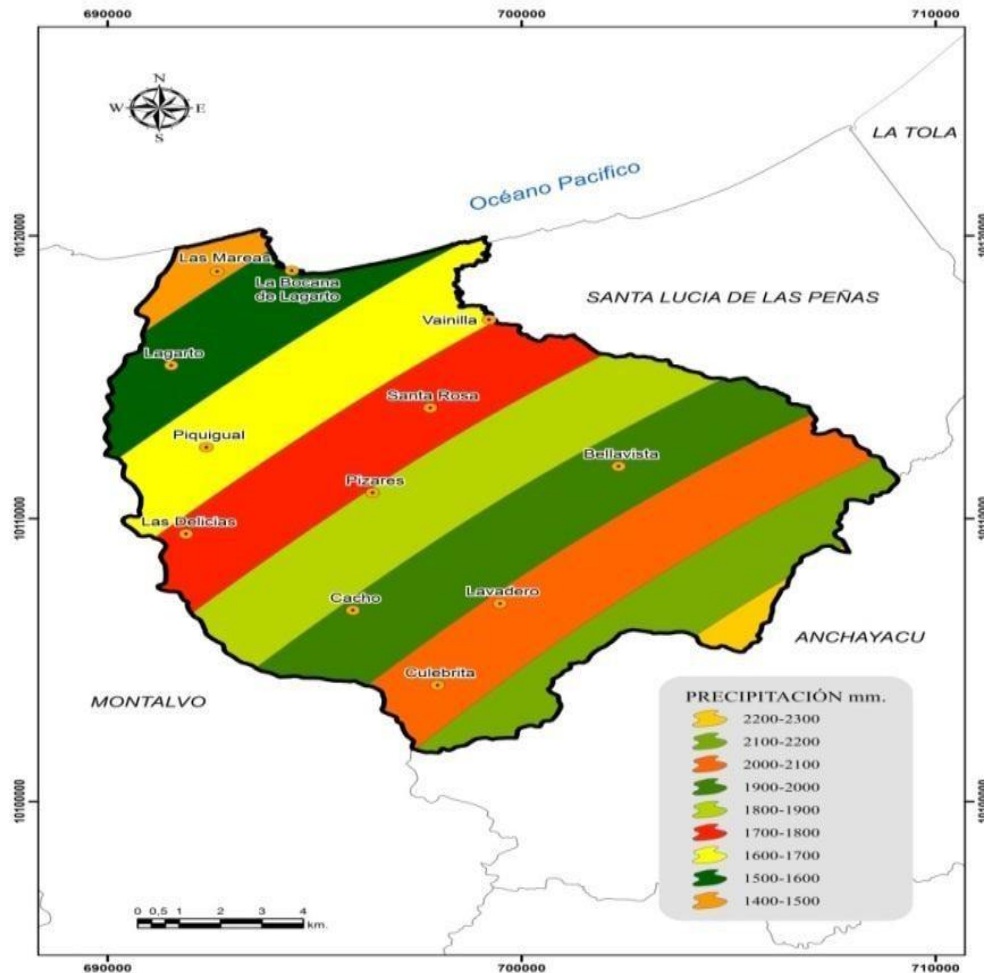 690000
700000
710000
N
W E
S
LA TOLA
Océano Pacifico
10120000
10120000
Las Mareas
La Bocana
de Lagarto
SANTA LUCIA DE LAS PEÑAS
Vainilla
Lagarto
Santa Rosa
Piquigual
Bellavista
Pizares
10110000
10110000
Las Delicias
Lavadero
Cacho
ANCHAYACU
Culebrita
MONTALVO
PRECIPITACIÓN mm.
2200-2300
2100-2200
2000-2100
1900-2000
1800-1900
1700-1800
1600-1700
1500-1600
1400-1500
10100000
10100000
0 0,5 1 2 3 4
km.
690000
700000
710000